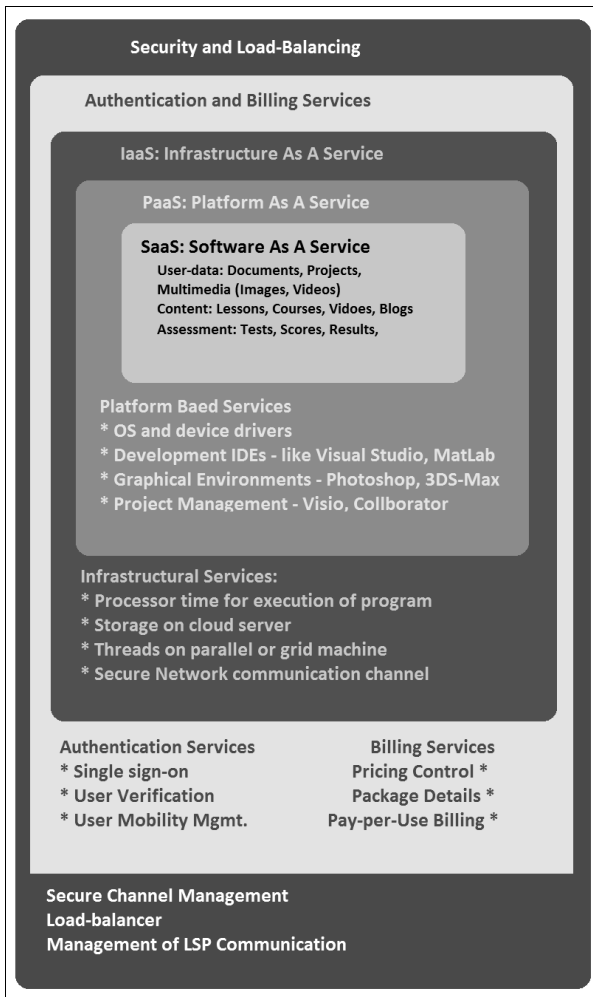 Security and Load-Balancing
Authentication and Billing Services
IaaS: Infrastructure As A Service
PaaS: Platform As A Service
SaaS: Software As A Service
User-data: Documents, Projects,
Multimedia (Images, Videos)
Content: Lessons, Courses, Vidoes, Blogs
Assessment: Tests, Scores, Results,
Platform Baed Services
* OS and device drivers
* Development IDEs - like Visual Studio, MatLab
* Graphical Environments - Photoshop, 3DS-Max
* Project Management - Visio, Collborator
Infrastructural Services:
* Processor time for execution of program
* Storage on cloud server
* Threads on parallel or grid machine
* Secure Network communication channel
Authentication Services
* Single sign-on
* User Verification
* User Mobility Mgmt.
Billing Services
Pricing Control *
Package Details *
Pay-per-Use Billing *
Secure Channel Management
Load-balancer
Management of LSP Communication